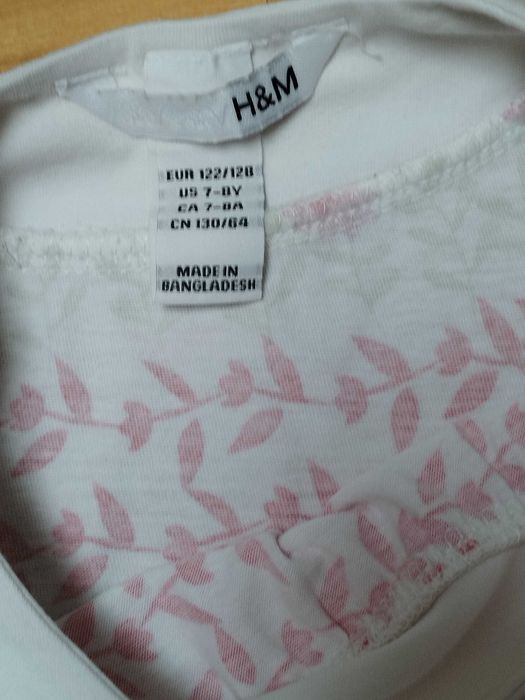 H&M
EUR 122/128
US 7-8Y
CA 7-8A
CN 130/64
MADE IN
BANGLADESH